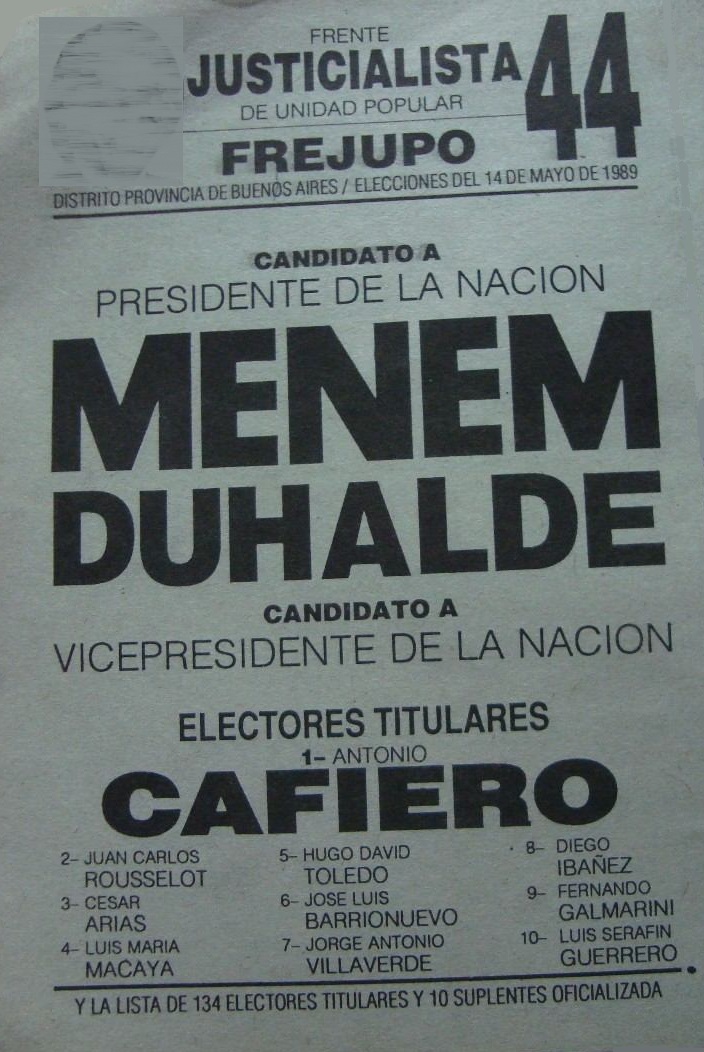 FRENTE
JUSTICIALISTA
DE UNIDAD POPULAR
44
FREJUPO
DISTRITO PROVINCIA DE BUENOS AIRES / ELECCIONES DEL 14 DE MAYO DE 1989
CANDIDATO A
PRESIDENTE DE LA NACION
MENEM
DUHALDE
CANDIDATO A
VICEPRESIDENTE DE LA NACION
ELECTORES TITULARES
1- ANTONIO
CAFIERO
2- JUAN CARLOS
ROUSSELOT
3- CESAR
ARIAS
4- LUIS MARIA
MACAYA
5- HUGO DAVID
TOLEDO
6- JOSE LUIS
BARRIONUEVO
7- JORGE ANTONIO
VILLAVERDE
8- DIEGO
IBAÑEZ
9- FERNANDO
GALMARINI
10- LUIS SERAFIN
GUERRERO
Y LA LISTA DE 134 ELECTORES TITULARES Y 10 SUPLENTES OFICIALIZADA